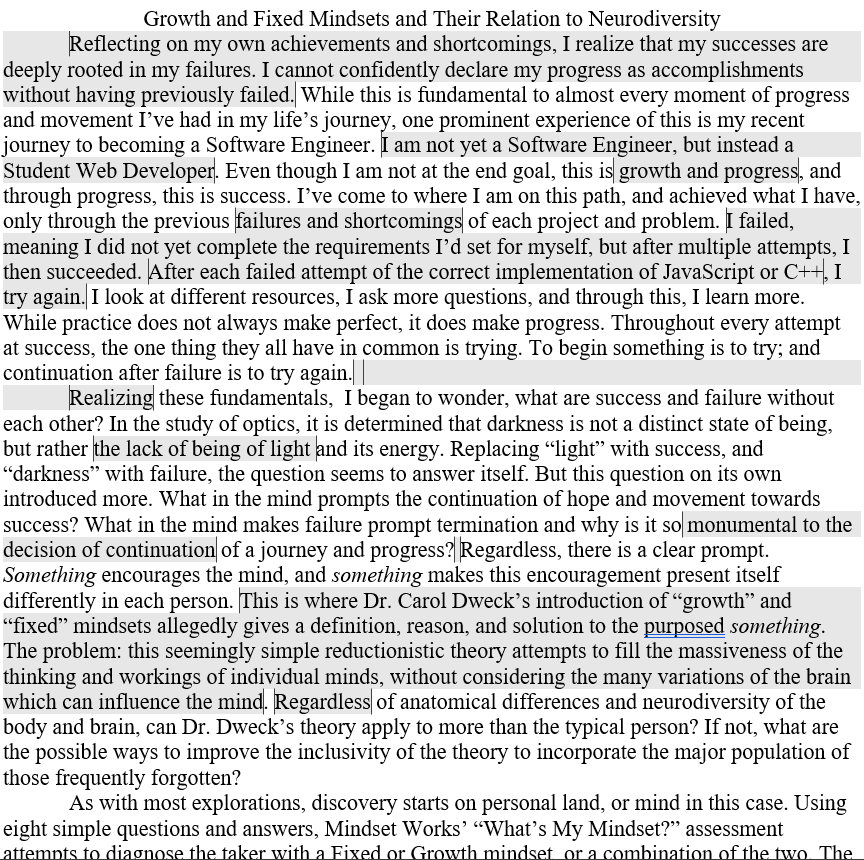 Growth and Fixed Mindsets and Their Relation to Neurodiversity
Reflecting on my own achievements and shortcomings, I realize that my successes are
deeply rooted in my failures. I cannot confidently declare my progress as accomplishments
without having previously failed. While this is fundamental to almost every moment of progress
and movement I've had in my life's journey, one prominent experience of this is my recent
journey to becoming a Software Engineer. I am not yet a Software Engineer, but instead a
Student Web Developer. Even though I am not at the end goal, this is growth and progress, and
through progress, this is success. I've come to where I am on this path, and achieved what I have,
only through the previous failures and shortcomings of each project and problem. I failed,
meaning I did not yet complete the requirements I'd set for myself, but after multiple attempts, I
then succeeded. After each failed attempt of the correct implementation of JavaScript or C++, I
try again. I look at different resources, I ask more questions, and through this, I learn more.
While practice does not always make perfect, it does make progress. Throughout every attempt
at success, the one thing they all have in common is trying. To begin something is to try; and
continuation after failure is to try again.
Realizing these fundamentals,  I began to wonder, what are success and failure without
each other? In the study of optics, it is determined that darkness is not a distinct state of being,
but rather the lack of being of light and its energy. Replacing “light” with success, and
“darkness” with failure, the question seems to answer itself. But this question on its own
introduced more. What in the mind prompts the continuation of hope and movement towards
success? What in the mind makes failure prompt termination and why is it so monumental to the
decision of continuation of a journey and progress? Regardless, there is a clear prompt.
Something encourages the mind, and something makes this encouragement present itself
differently in each person. This is where Dr. Carol Dweck's introduction of “growth” and
“fixed” mindsets allegedly gives a definition, reason, and solution to the purposed something.
The problem: this seemingly simple reductionistic theory attempts to fill the massiveness of the
thinking and workings of individual minds, without considering the many variations of the brain
which can influence the mind. Regardless of anatomical differences and neurodiversity of the
body and brain, can Dr. Dweck's theory apply to more than the typical person? If not, what are
the possible ways to improve the inclusivity of the theory to incorporate the major population of
those frequently forgotten?
As with most explorations, discovery starts on personal land, or mind in this case. Using
eight simple questions and answers, Mindset Works' “What's My Mindset?” assessment
attempts to diagnose the taker with a Fixed or Growth mindset, or a combination of the two. The